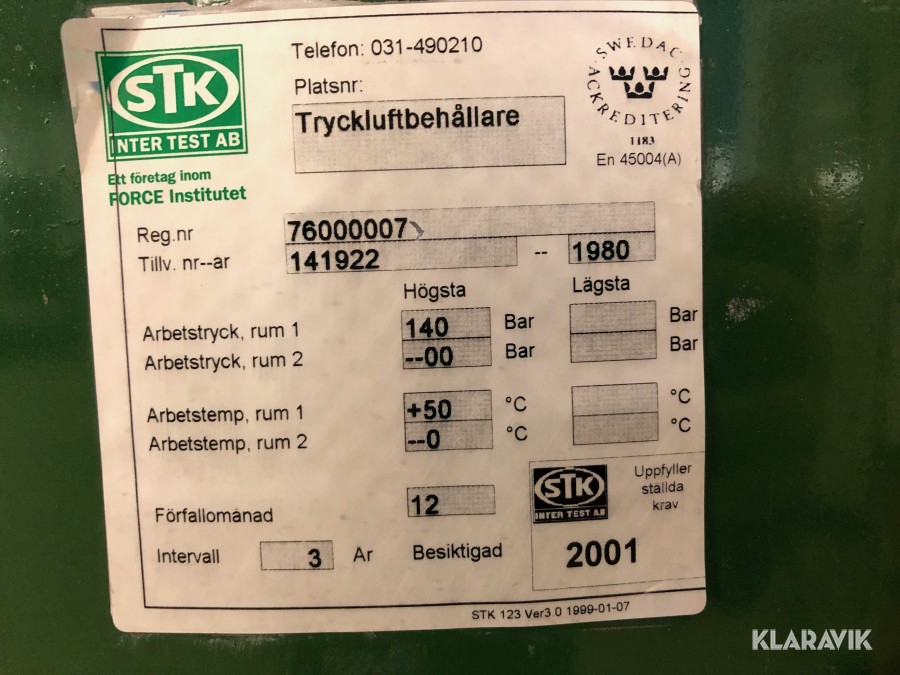 STK
INTER TEST AB
Ett företag inom
FORCE Institutet
Telefon: 031-490210
Platsnr:
Tryckluftbehållare
SWEDAC
ACKREDITERING
1183
En 45004(A)
Reg.nr 76000007
Tillv. nr--ar 141922 -- 1980
Högsta Lägsta
Arbetstryck, rum 1 140 Bar Bar
Arbetstryck, rum 2 --00 Bar Bar
Arbetstemp, rum 1 +50 °C °C
Arbetstemp, rum 2 --0 °C °C
Förfallomånad 12
Intervall 3 Ar Besiktigad
STK
INTER TEST AB
Uppfyller
ställda
krav
2001
STK 123 Ver3.0 1999-01-07
KLARAVIK